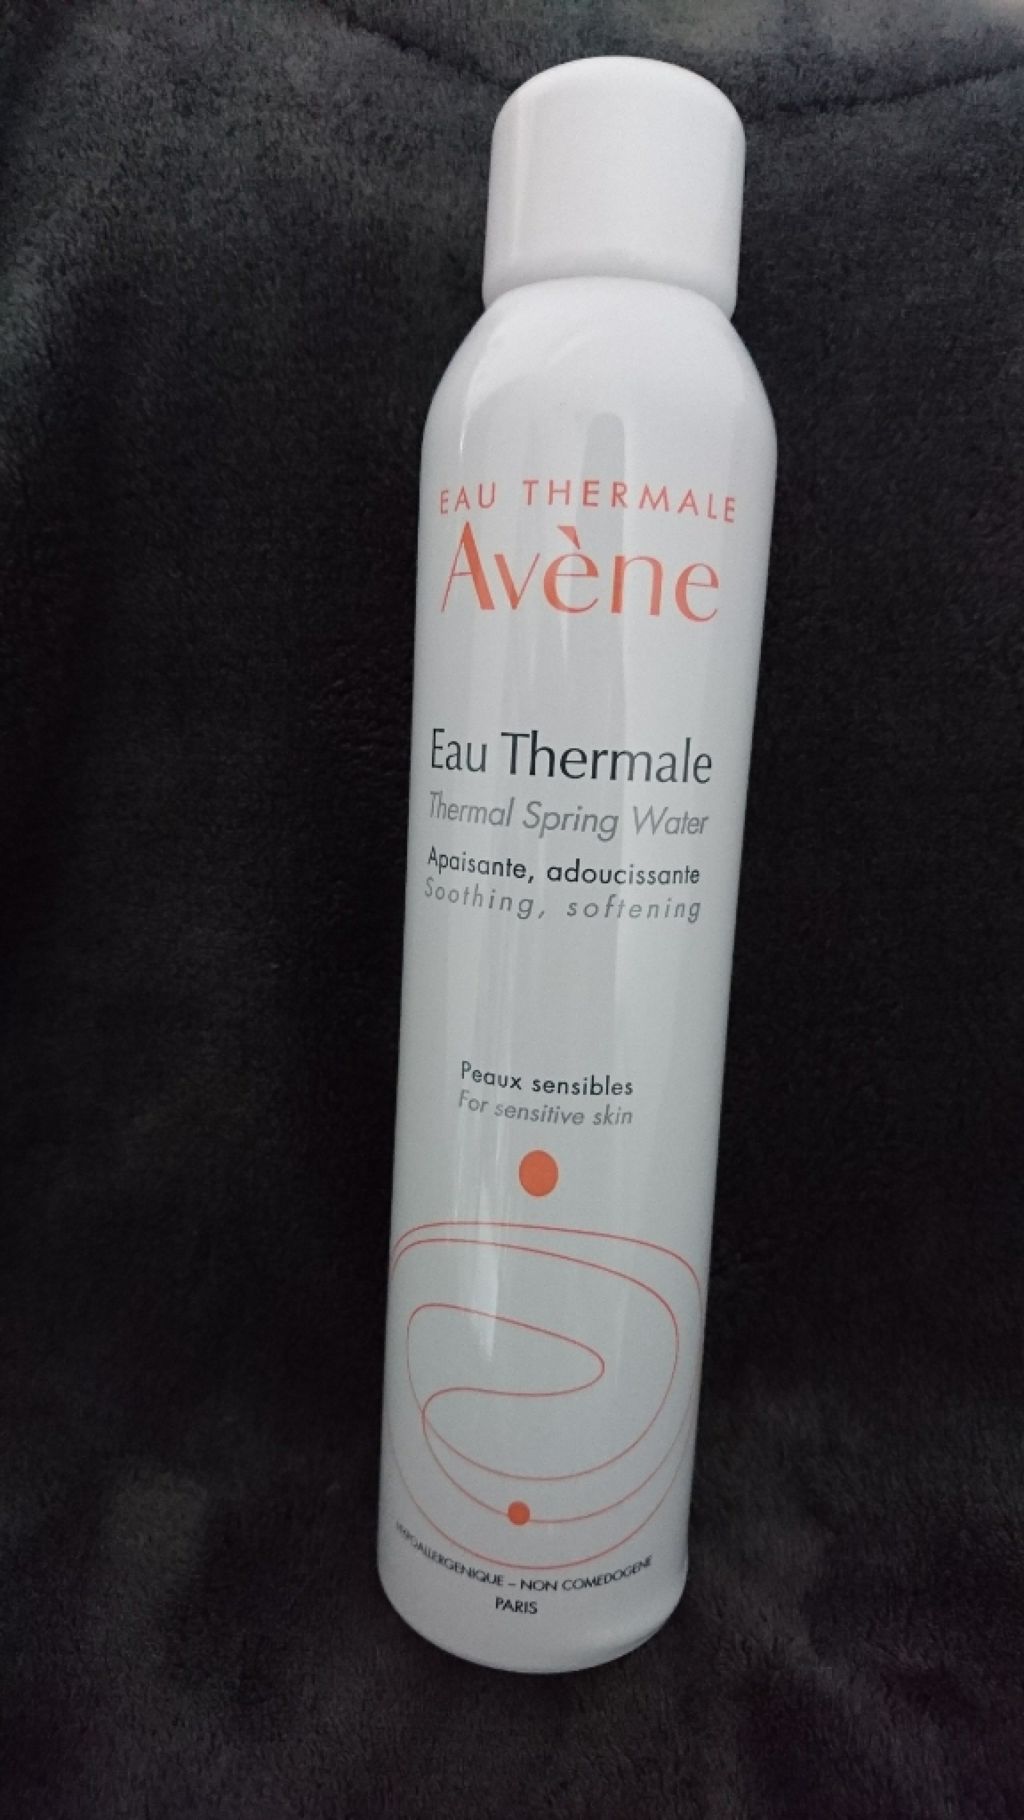 EAU THERMALE
Avène
Eau Thermale
Thermal Spring Water
Apaisante, adoucissante
Soothing, softening
Peaux sensibles
For sensitive skin
HYPOALLERGENIQUE – NON COMEDOGENE
PARIS